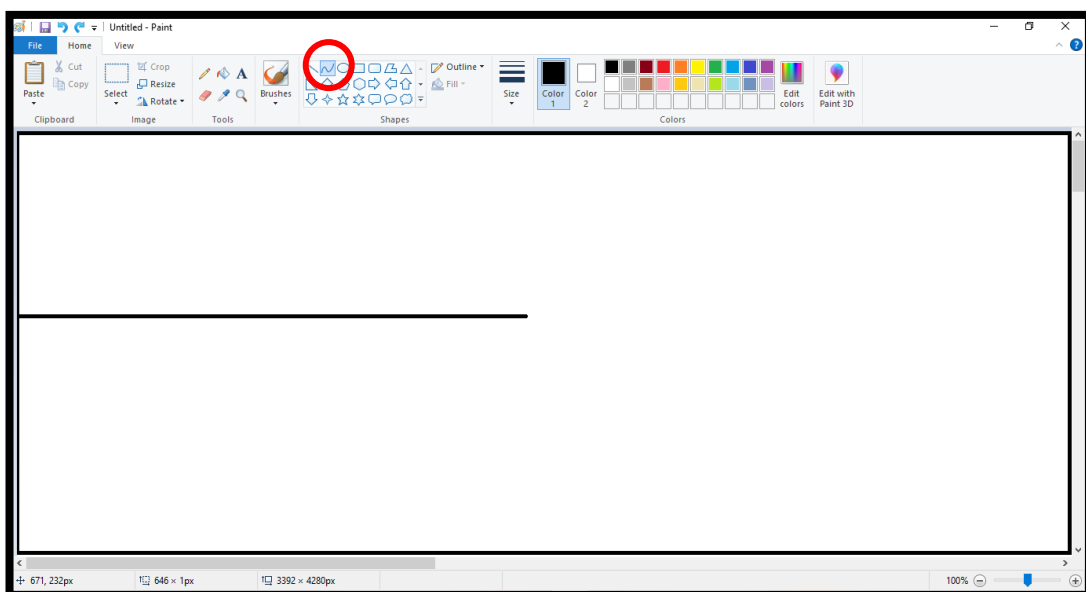 Untitled - Paint
File Home View
Paste
Cut
Copy
Clipboard
Select
Crop
Resize
Rotate
Image
A
Tools
Brushes
Outline
Fill
Shapes
Size
Color 1
Color 2
Edit colors
Colors
Edit with Paint 3D
671, 232px 646 × 1px 3392 × 4280px 100%